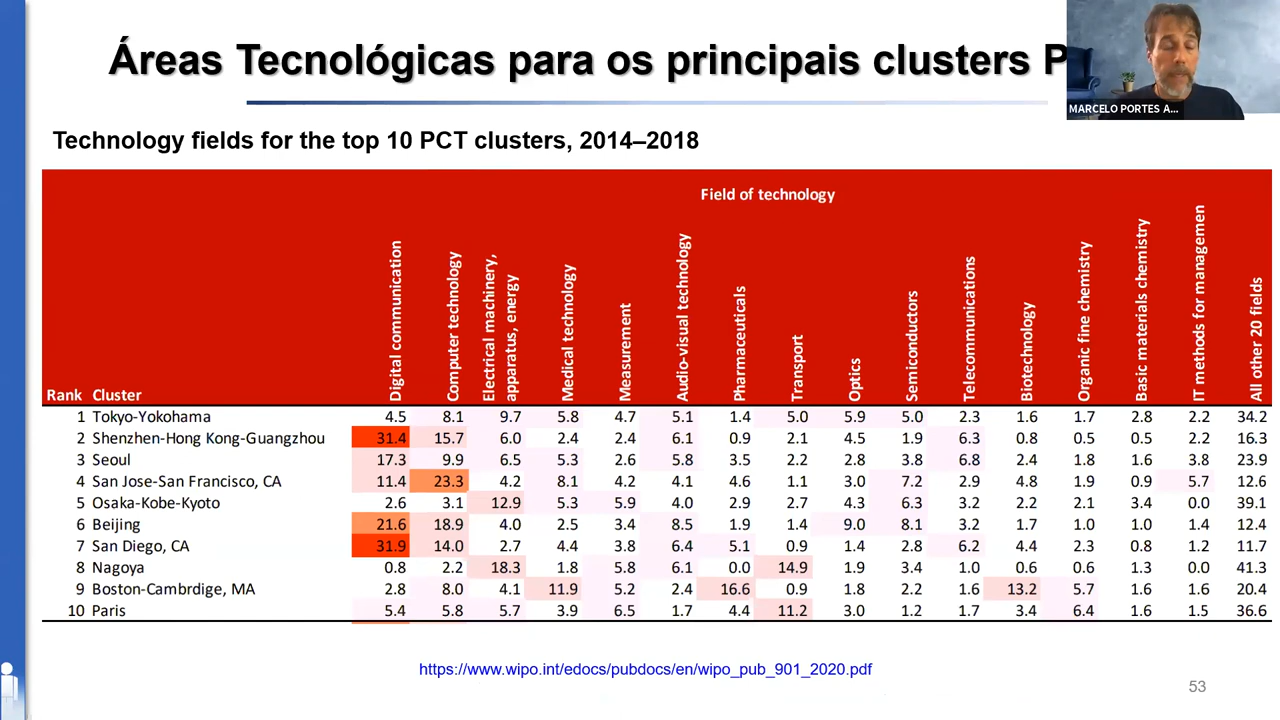 Áreas Tecnológicas para os principais clusters P
MARCELO PORTES A...
Technology fields for the top 10 PCT clusters, 2014–2018
Field of technology
Rank Cluster Digital communication Computer technology Electrical machinery, apparatus, energy Medical technology Measurement Audio-visual technology Pharmaceuticals Transport Optics Semiconductors Telecommunications Biotechnology Organic fine chemistry Basic materials chemistry IT methods for managemen All other 20 fields
1 Tokyo-Yokohama 4.5 8.1 9.7 5.8 4.7 5.1 1.4 5.0 5.9 5.0 2.3 1.6 1.7 2.8 2.2 34.2
2 Shenzhen-Hong Kong-Guangzhou 31.4 15.7 6.0 2.4 2.4 6.1 0.9 2.1 4.5 1.9 6.3 0.8 0.5 0.5 2.2 16.3
3 Seoul 17.3 9.9 6.5 5.3 2.6 5.8 3.5 2.2 2.8 3.8 6.8 2.4 1.8 1.6 3.8 23.9
4 San Jose-San Francisco, CA 11.4 23.3 4.2 8.1 4.2 4.1 4.6 1.1 3.0 7.2 2.9 4.8 1.9 0.9 5.7 12.6
5 Osaka-Kobe-Kyoto 2.6 3.1 12.9 5.3 5.9 4.0 2.9 2.7 4.3 6.3 3.2 2.2 2.1 3.4 0.0 39.1
6 Beijing 21.6 18.9 4.0 2.5 3.4 8.5 1.9 1.4 9.0 8.1 3.2 1.7 1.0 1.0 1.4 12.4
7 San Diego, CA 31.9 14.0 2.7 4.4 3.8 6.4 5.1 0.9 1.4 2.8 6.2 4.4 2.3 0.8 1.2 11.7
8 Nagoya 0.8 2.2 18.3 1.8 5.8 6.1 0.0 14.9 1.9 3.4 1.0 0.6 0.6 1.3 0.0 41.3
9 Boston-Cambrdige, MA 2.8 8.0 4.1 11.9 5.2 2.4 16.6 0.9 1.8 2.2 1.6 13.2 5.7 1.6 1.6 20.4
10 Paris 5.4 5.8 5.7 3.9 6.5 1.7 4.4 11.2 3.0 1.2 1.7 3.4 6.4 1.6 1.5 36.6
https://www.wipo.int/edocs/pubdocs/en/wipo_pub_901_2020.pdf
53